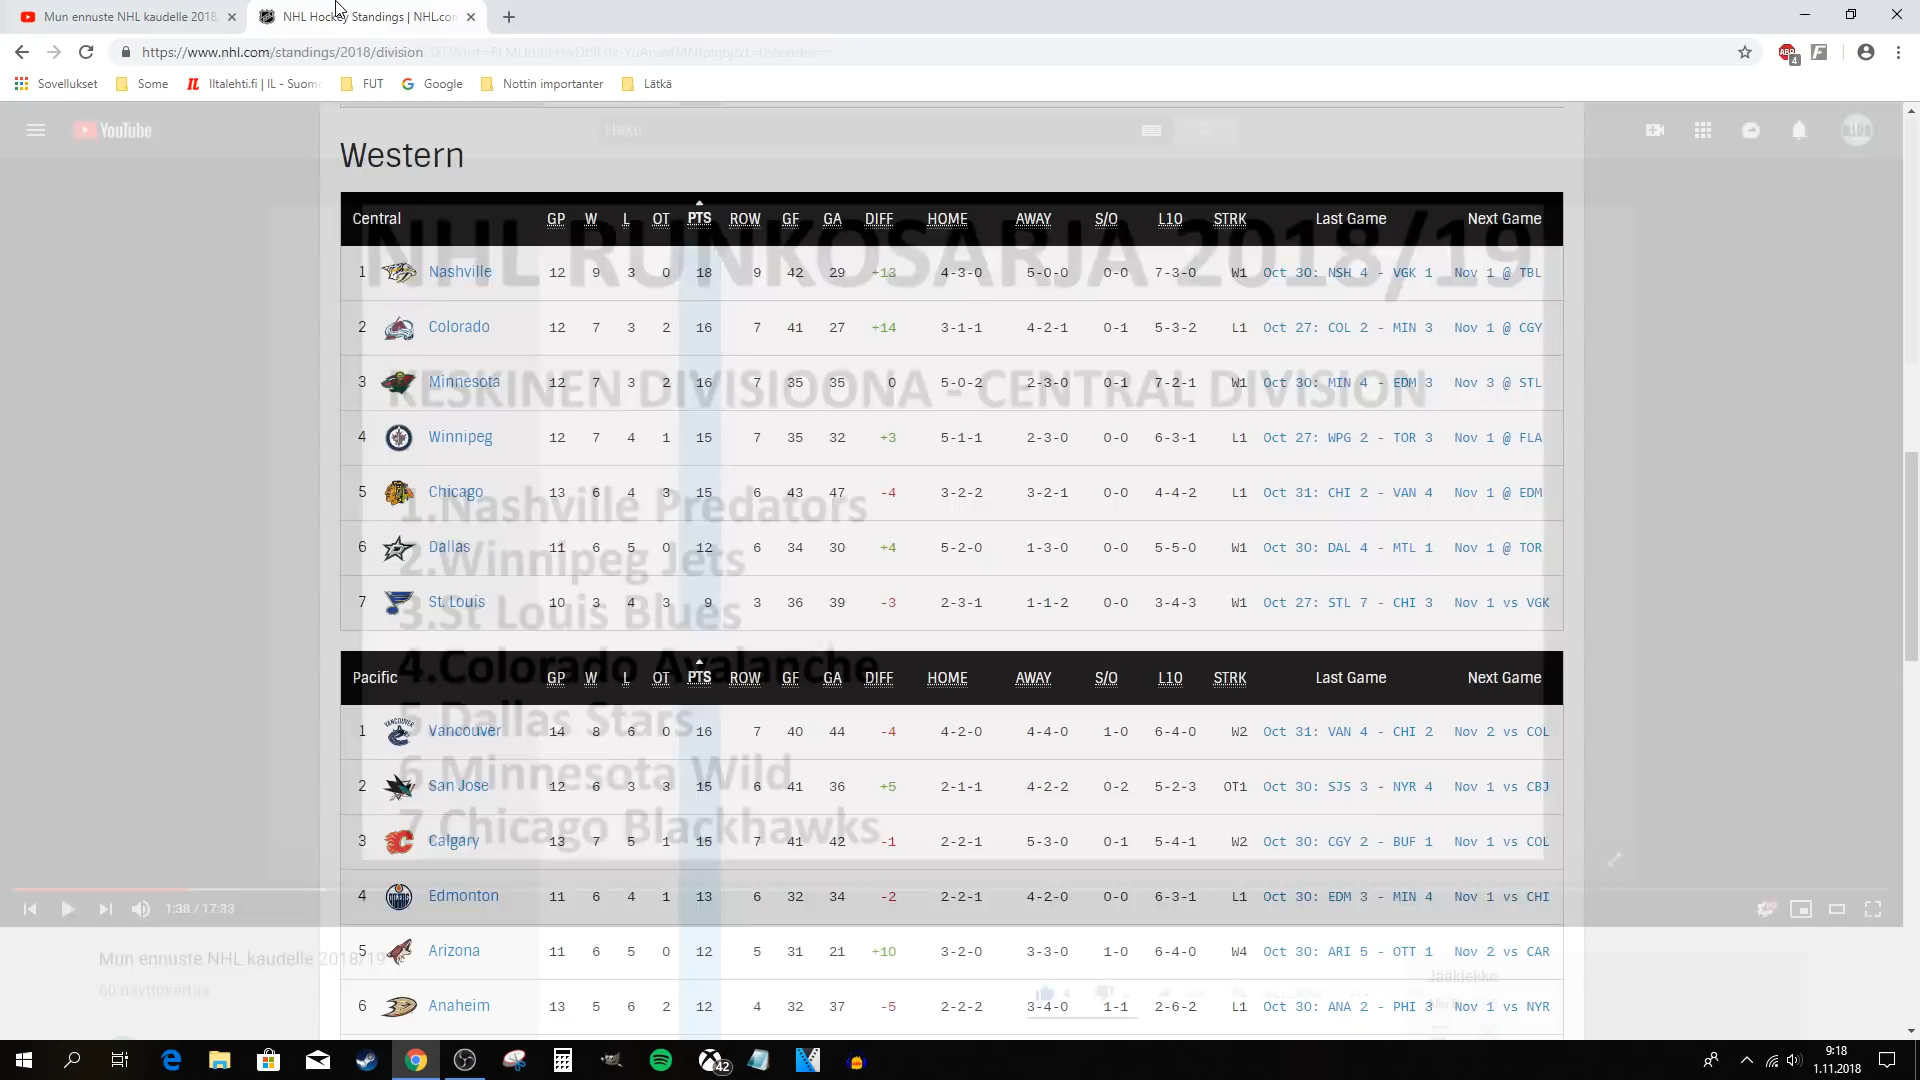 Mun ennuste NHL kaudelle 2018
NHL Hockey Standings | NHL.com
https://www.nhl.com/standings/2018/division
Sovellukset Some Iltalehti.fi | IL - Suom FUT Google Nottin importanter Lätkä
YouTube
Haku
Western
Central GP W L OT PTS ROW GF GA DIFF HOME AWAY S/O L10 STRK Last Game Next Game
NHL RUNKOSARJA 2018/19
1 Nashville 12 9 3 0 18 9 42 29 +13 4-3-0 5-0-0 0-0 7-3-0 W1 Oct 30: NSH 4 - VGK 1 Nov 1 @ TBL
2 Colorado 12 7 3 2 16 7 41 27 +14 3-1-1 4-2-1 0-1 5-3-2 L1 Oct 27: COL 2 - MIN 3 Nov 1 @ CGY
3 Minnesota 12 7 3 2 16 7 35 35 0 5-0-2 2-3-0 0-1 7-2-1 W1 Oct 30: MIN 4 - EDM 3 Nov 3 @ STL
KESKINEN DIVISIOONA - CENTRAL DIVISION
4 Winnipeg 12 7 4 1 15 7 35 32 +3 5-1-1 2-3-0 0-0 6-3-1 L1 Oct 27: WPG 2 - TOR 3 Nov 1 @ FLA
5 Chicago 13 6 4 3 15 6 43 47 -4 3-2-2 3-2-1 0-0 4-4-2 L1 Oct 31: CHI 2 - VAN 4 Nov 1 @ EDM
1.Nashville Predators
6 Dallas 11 6 5 0 12 6 34 30 +4 5-2-0 1-3-0 0-0 5-5-0 W1 Oct 30: DAL 4 - MTL 1 Nov 1 @ TOR
2.Winnipeg Jets
7 St. Louis 10 3 4 3 9 3 36 39 -3 2-3-1 1-1-2 0-0 3-4-3 W1 Oct 27: STL 7 - CHI 3 Nov 1 vs VGK
3.St Louis Blues
4.Colorado Avalanche
Pacific GP W L OT PTS ROW GF GA DIFF HOME AWAY S/O L10 STRK Last Game Next Game
5.Dallas Stars
1 Vancouver 14 8 6 0 16 7 40 44 -4 4-2-0 4-4-0 1-0 6-4-0 W2 Oct 31: VAN 4 - CHI 2 Nov 2 vs COL
6.Minnesota Wild
2 San Jose 12 6 3 3 15 6 41 36 +5 2-1-1 4-2-2 0-2 5-2-3 OT1 Oct 30: SJS 3 - NYR 4 Nov 1 vs CBJ
7.Chicago Blackhawks
3 Calgary 13 7 5 1 15 7 41 42 -1 2-2-1 5-3-0 0-1 5-4-1 W2 Oct 30: CGY 2 - BUF 1 Nov 1 vs COL
4 Edmonton 11 6 4 1 13 6 32 34 -2 2-2-1 4-2-0 0-0 6-3-1 L1 Oct 30: EDM 3 - MIN 4 Nov 1 vs CHI
1:38 / 17:33
5 Arizona 11 6 5 0 12 5 31 21 +10 3-2-0 3-3-0 1-0 6-4-0 W4 Oct 30: ARI 5 - OTT 1 Nov 2 vs CAR
Mun ennuste NHL kaudelle 2018/19
Jääkiekko
60 näyttökertaa
4
6 Anaheim 13 5 6 2 12 4 32 37 -5 2-2-2 3-4-0 1-1 2-6-2 L1 Oct 30: ANA 2 - PHI 3 Nov 1 vs NYR
42
9:18
1.11.2018